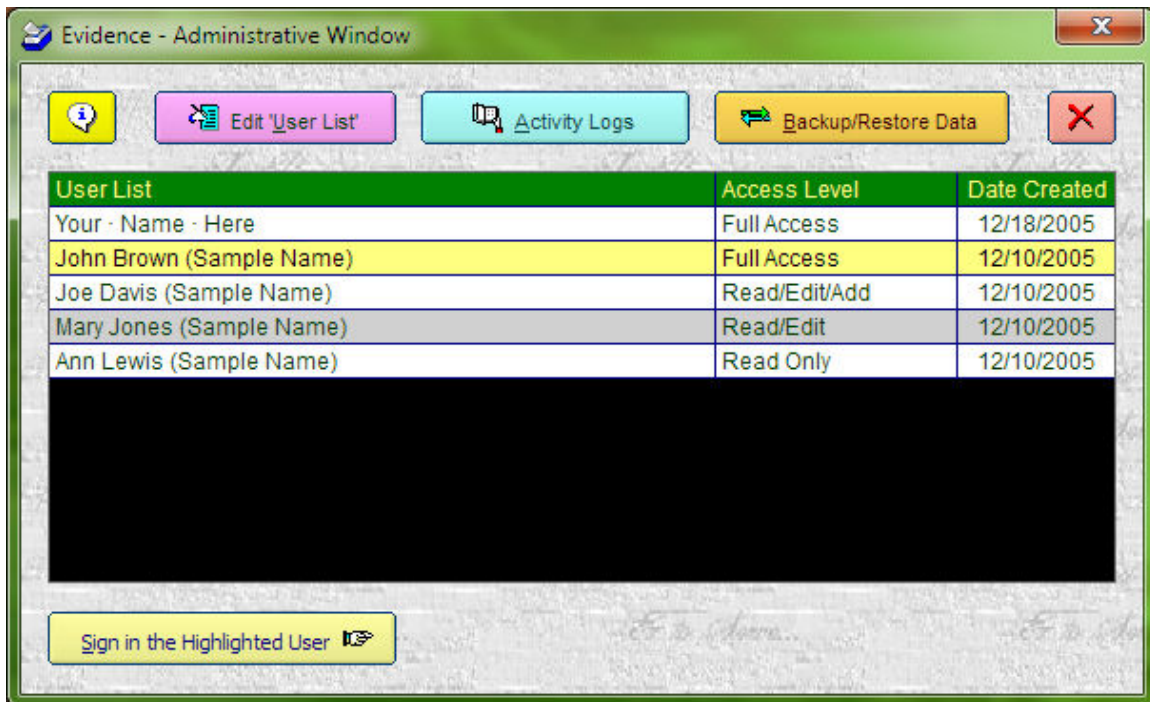 Evidence - Administrative Window
Edit 'User List' Activity Logs Backup/Restore Data
User List Access Level Date Created
Your - Name - Here Full Access 12/18/2005
John Brown (Sample Name) Full Access 12/10/2005
Joe Davis (Sample Name) Read/Edit/Add 12/10/2005
Mary Jones (Sample Name) Read/Edit 12/10/2005
Ann Lewis (Sample Name) Read Only 12/10/2005
Sign in the Highlighted User